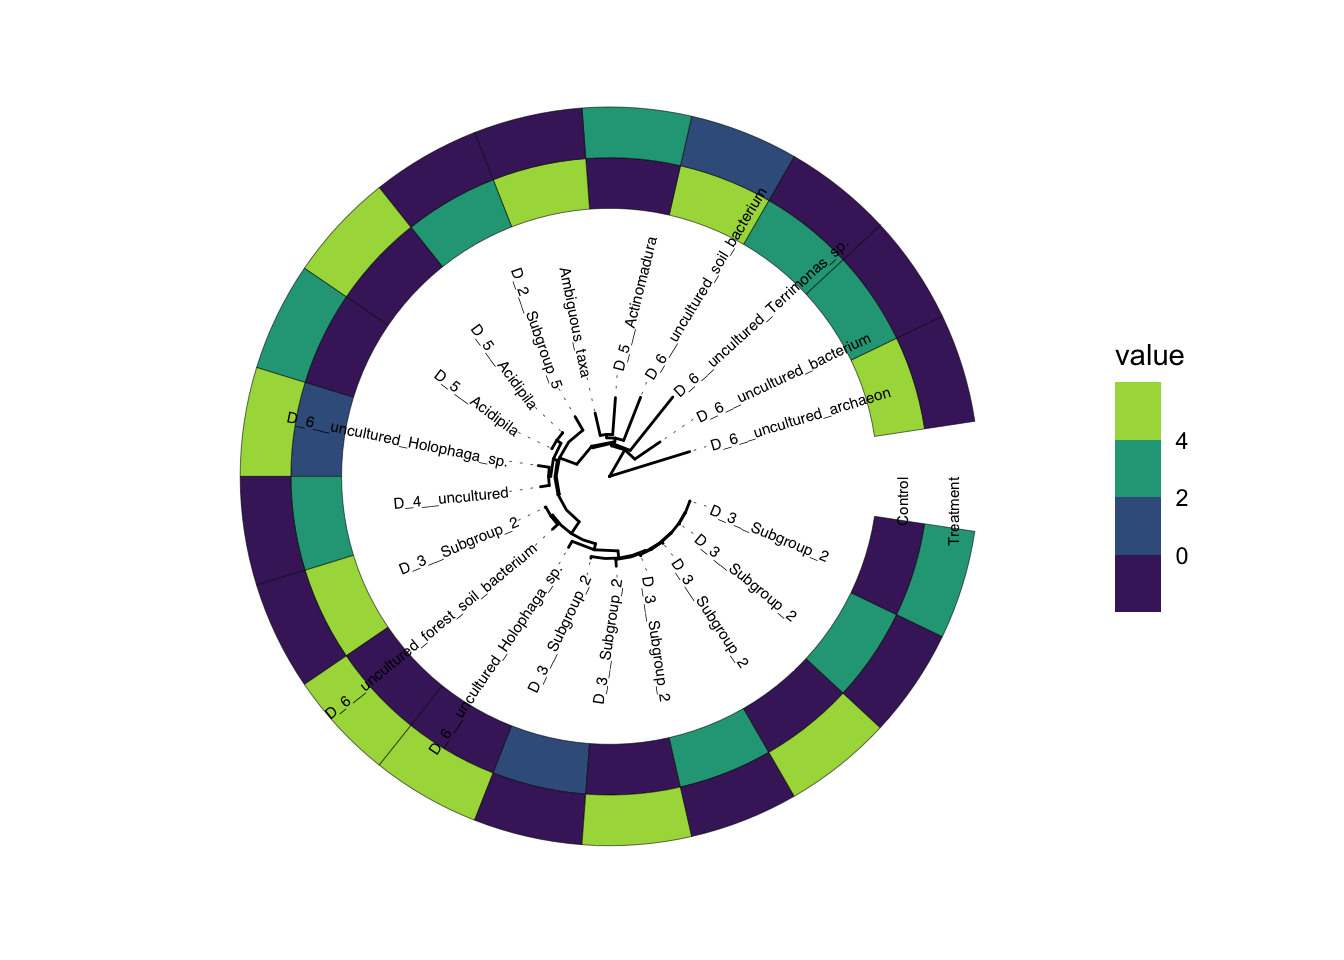 D_2__Subgroup_5
Ambiguous_taxa
D_5__Actinomadura
D_6__uncultured_soil_bacterium
D_6__uncultured_Terrimonas_sp.
D_6__uncultured_bacterium
D_6__uncultured_archaeon
D_5__Acidipila
D_5__Acidipila
D_6__uncultured_Holophaga_sp.
D_4__uncultured
D_3__Subgroup_2
D_6__uncultured_forest_soil_bacterium
D_6__uncultured_Holophaga_sp.
D_3__Subgroup_2
D_3__Subgroup_2
D_3__Subgroup_2
D_3__Subgroup_2
D_3__Subgroup_2
D_3__Subgroup_2
Control
Treatment
value
4
2
0